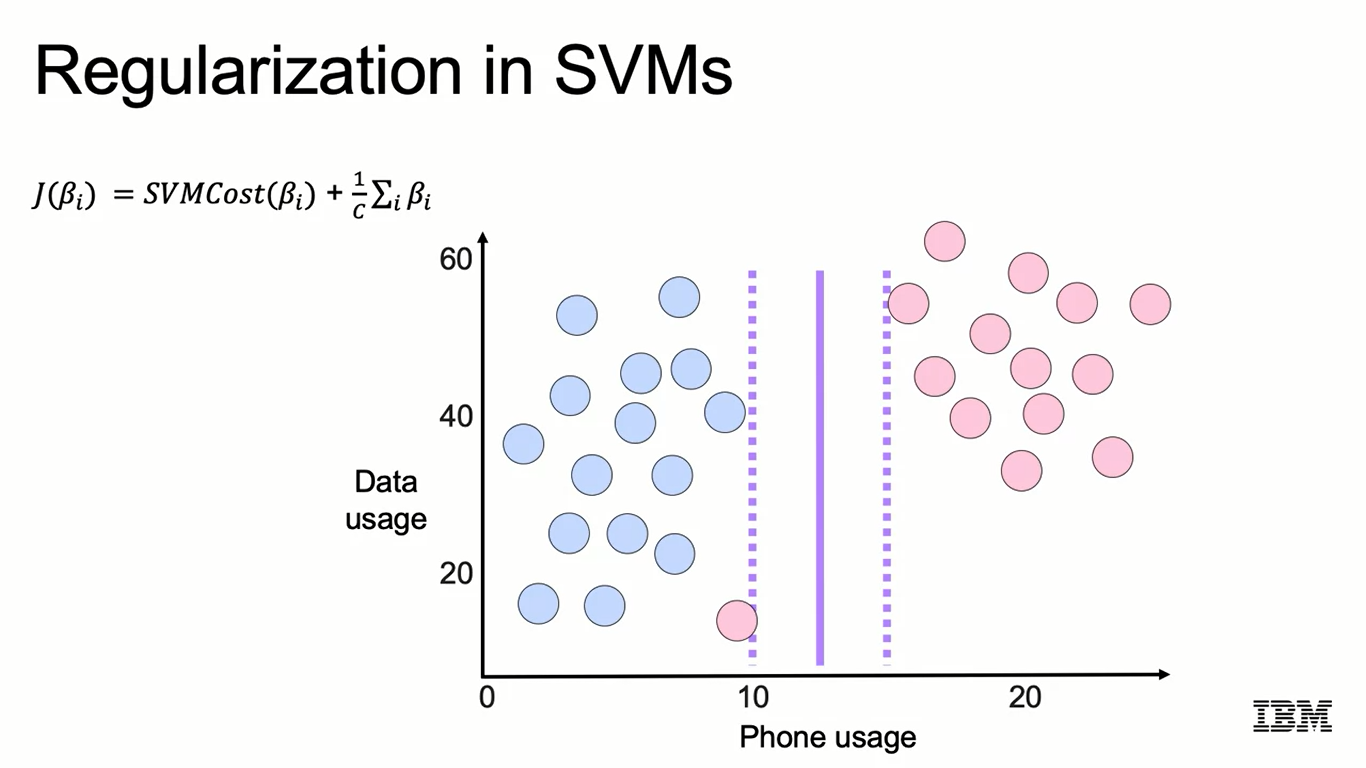 Regularization in SVMs
J(βᵢ) = SVMCost(βᵢ) + 1/C ∑ᵢ βᵢ
60
40
Data
usage
20
0 10 20
Phone usage
IBM